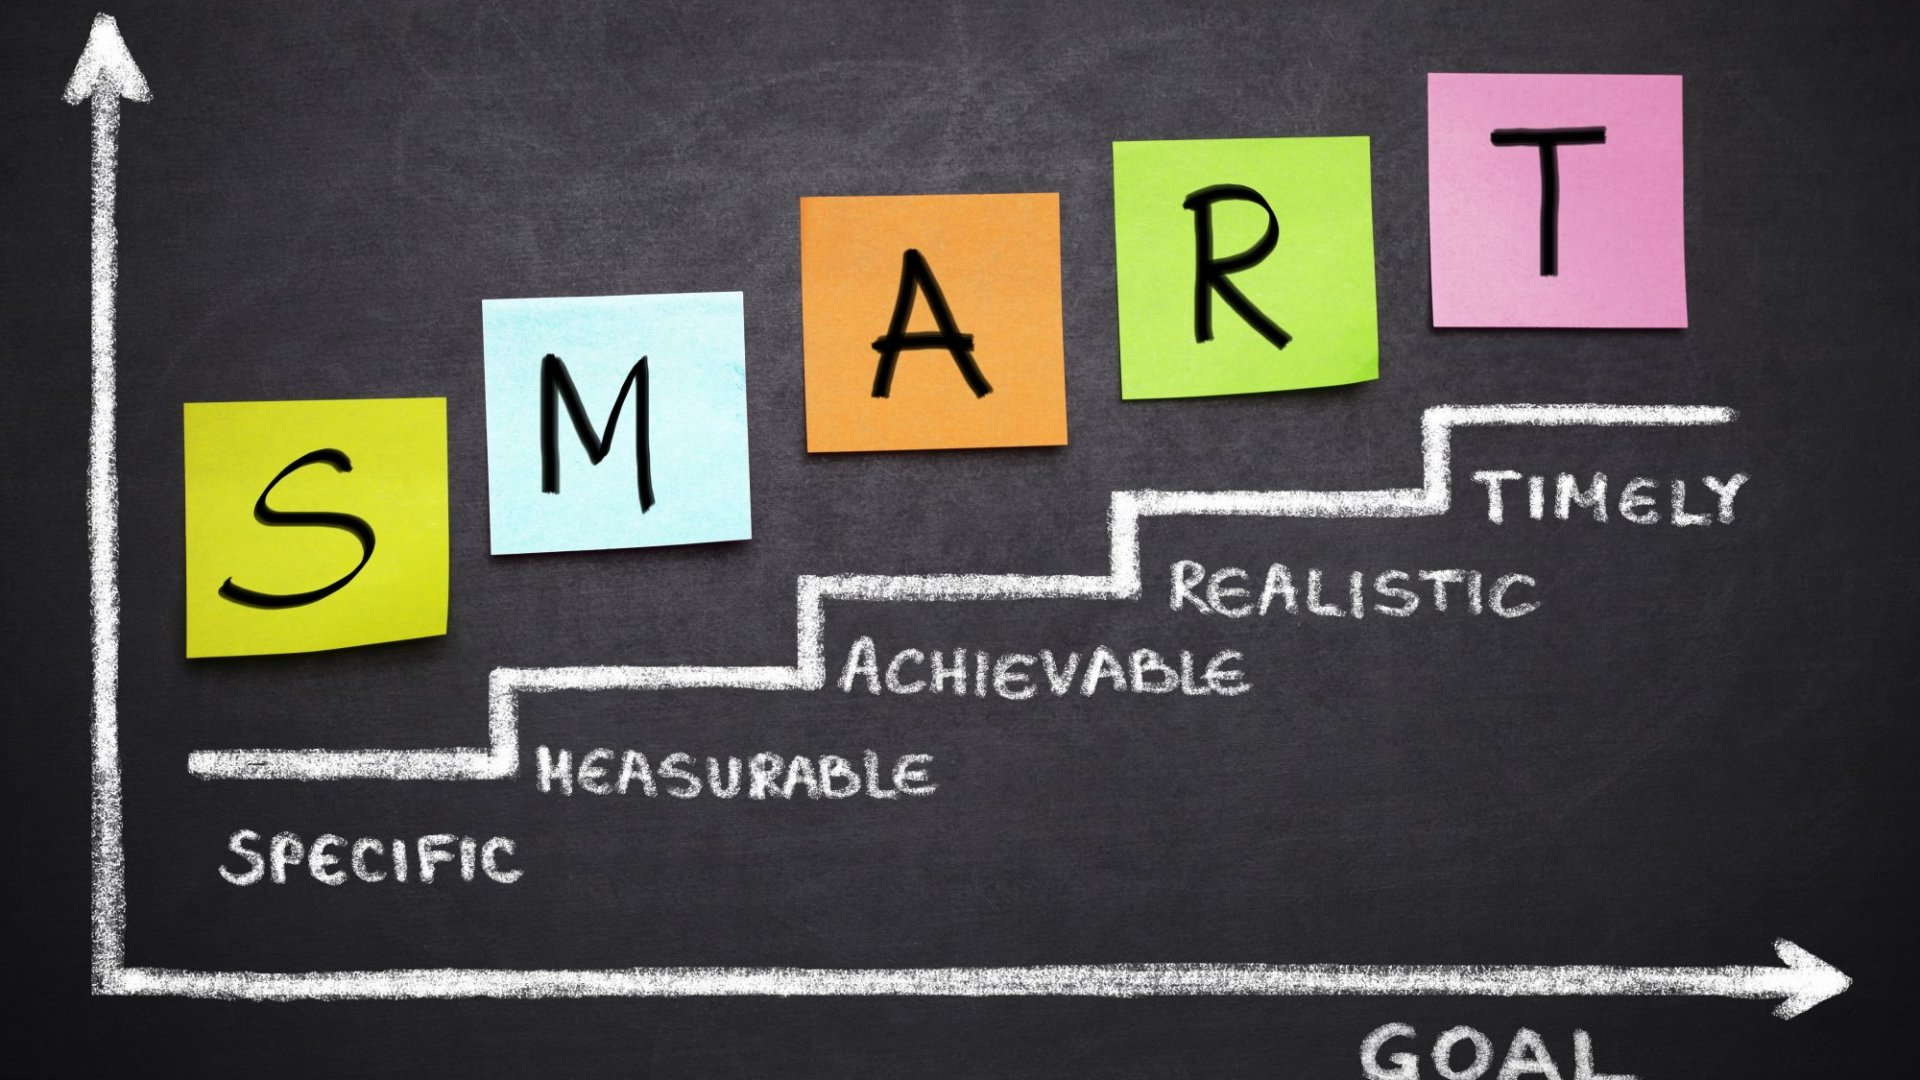 S M A R T
TIMELY
REALISTIC
ACHIEVABLE
MEASURABLE
SPECIFIC
GOAL